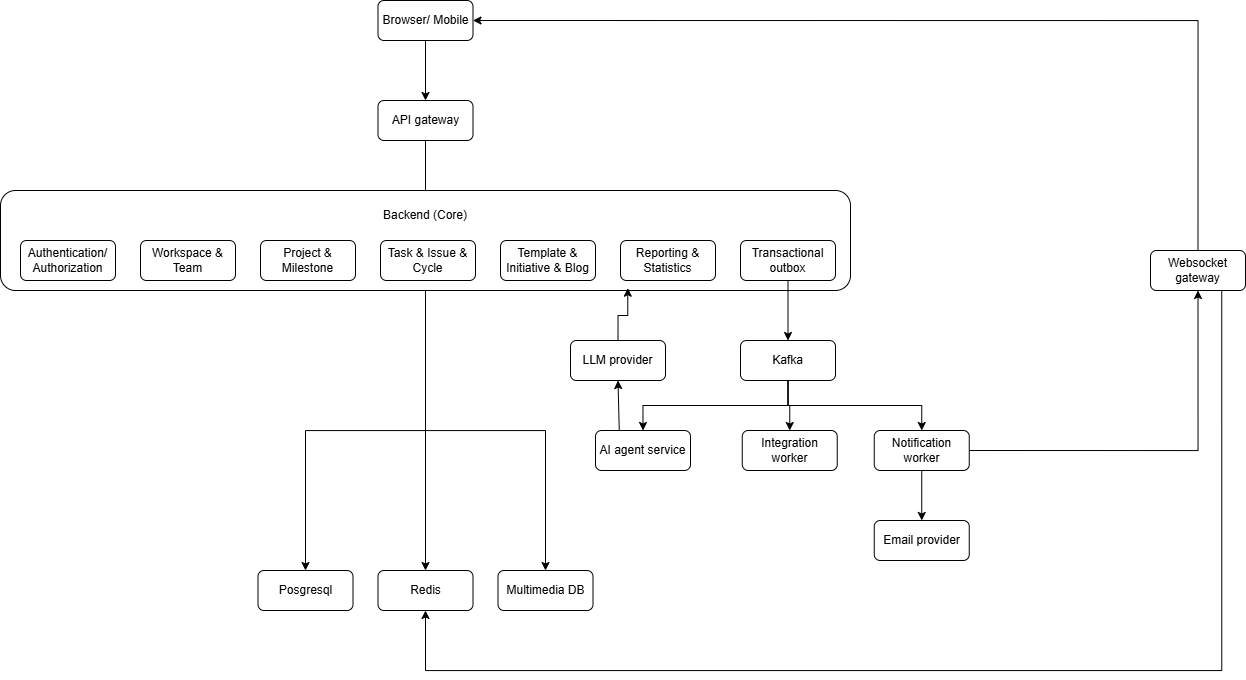 Browser/ Mobile
API gateway
Backend (Core)
Authentication/
Authorization
Workspace &
Team
Project &
Milestone
Task & Issue &
Cycle
Template &
Initiative & Blog
Reporting &
Statistics
Transactional
outbox
Websocket
gateway
LLM provider
Kafka
AI agent service
Integration
worker
Notification
worker
Email provider
Posgresql
Redis
Multimedia DB